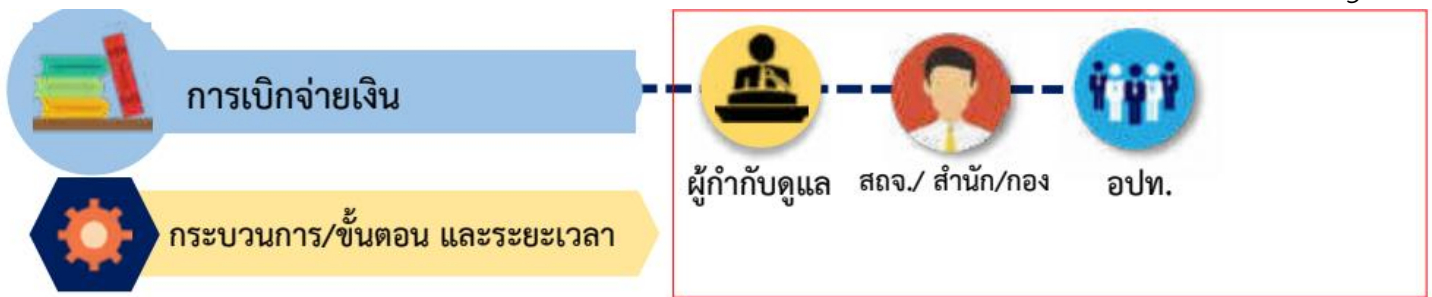 การเบิกจ่ายเงิน
ผู้กำกับดูแล สถจ./ สำนัก/กอง อปท.
กระบวนการ/ขั้นตอน และระยะเวลา